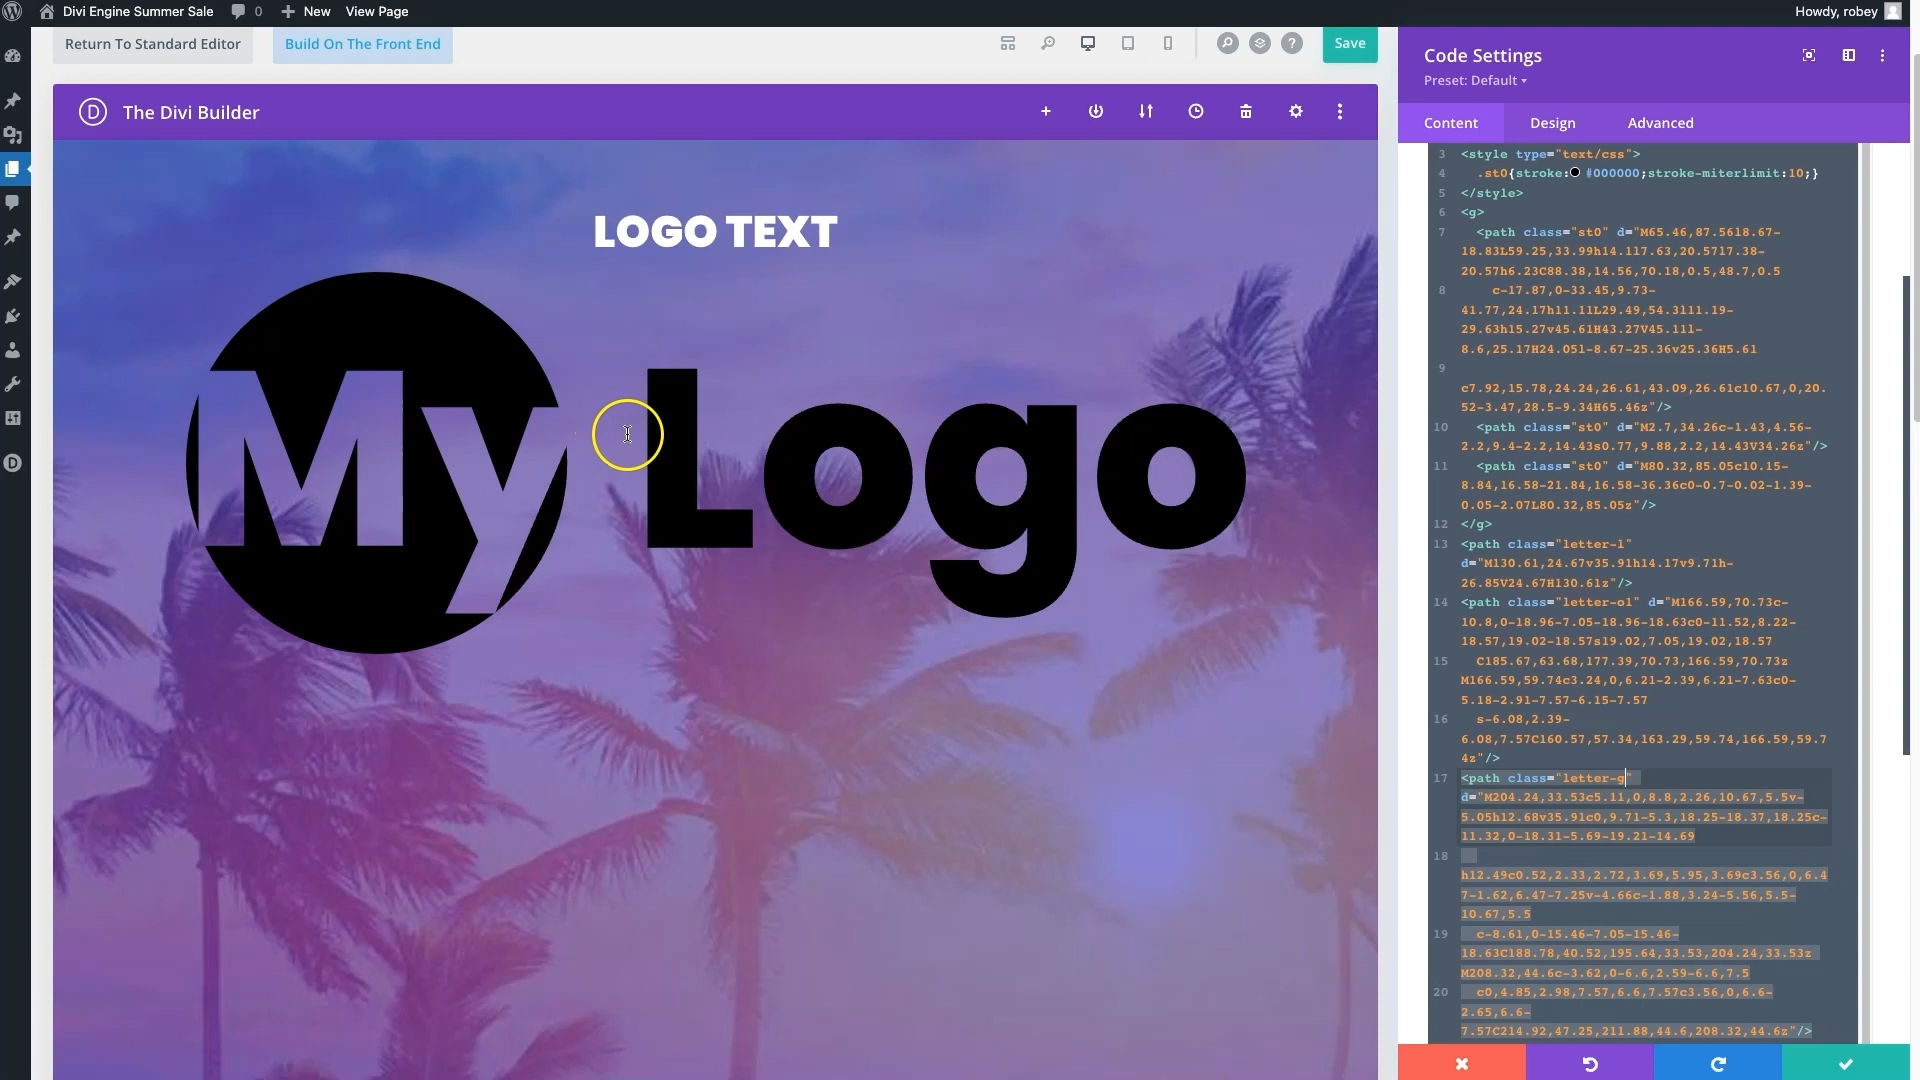 Divi Engine Summer Sale
0
New
View Page
Howdy, robey
Return To Standard Editor
Build On The Front End
?
Save
D
The Divi Builder
LOGO TEXT
My Logo
D
Code Settings
Preset: Default
Content
Design
Advanced
3 <style type="text/css">
4 .st0{stroke: #000000;stroke-miterlimit:10;}
5 </style>
6 <g>
7 <path class="st0" d="M65.46,87.56l8.67-
18.83L59.25,33.99h14.1l7.63,20.57l7.38-
20.57h6.23C88.38,14.56,70.18,0.5,48.7,0.5
8 c-17.87,0-33.45,9.73-
41.77,24.17h11.11L29.49,54.3l11.19-
29.63h15.27v45.61H43.27V45.11l-
8.6,25.17H24.05l-8.67-25.36v25.36H5.61
9
c7.92,15.78,24.24,26.61,43.09,26.61c10.67,0,20.
52-3.47,28.5-9.34H65.46z"/>
10 <path class="st0" d="M2.7,34.26c-1.43,4.56-
2.2,9.4-2.2,14.43s0.77,9.88,2.2,14.43V34.26z"/>
11 <path class="st0" d="M80.32,85.05c10.15-
8.84,16.58-21.84,16.58-36.36c0-0.7-0.02-1.39-
0.05-2.07L80.32,85.05z"/>
12 </g>
13 <path class="letter-l"
d="M130.61,24.67v35.91h14.17v9.71h-
26.85V24.67H130.61z"/>
14 <path class="letter-o1" d="M166.59,70.73c-
10.8,0-18.96-7.05-18.96-18.63c0-11.52,8.22-
18.57,19.02-18.57s19.02,7.05,19.02,18.57
15 C185.67,63.68,177.39,70.73,166.59,70.73z
M166.59,59.74c3.24,0,6.21-2.39,6.21-7.63c0-
5.18-2.91-7.57-6.15-7.57
16 s-6.08,2.39-
6.08,7.57C160.57,57.34,163.29,59.74,166.59,59.7
4z"/>
17 <path class="letter-g"
d="M204.24,33.53c5.11,0,8.8,2.26,10.67,5.5v-
5.05h12.68v35.91c0,9.71-5.3,18.25-18.37,18.25c-
11.32,0-18.31-5.69-19.21-14.69
18
h12.49c0.52,2.33,2.72,3.69,5.95,3.69c3.56,0,6.4
7-1.62,6.47-7.25v-4.66c-1.88,3.24-5.56,5.5-
10.67,5.5
19 c-8.61,0-15.46-7.05-15.46-
18.63C188.78,40.52,195.64,33.53,204.24,33.53z
M208.32,44.6c-3.62,0-6.6,2.59-6.6,7.5
20 c0,4.85,2.98,7.57,6.6,7.57c3.56,0,6.6-
2.65,6.6-
7.57C214.92,47.25,211.88,44.6,208.32,44.6z"/>